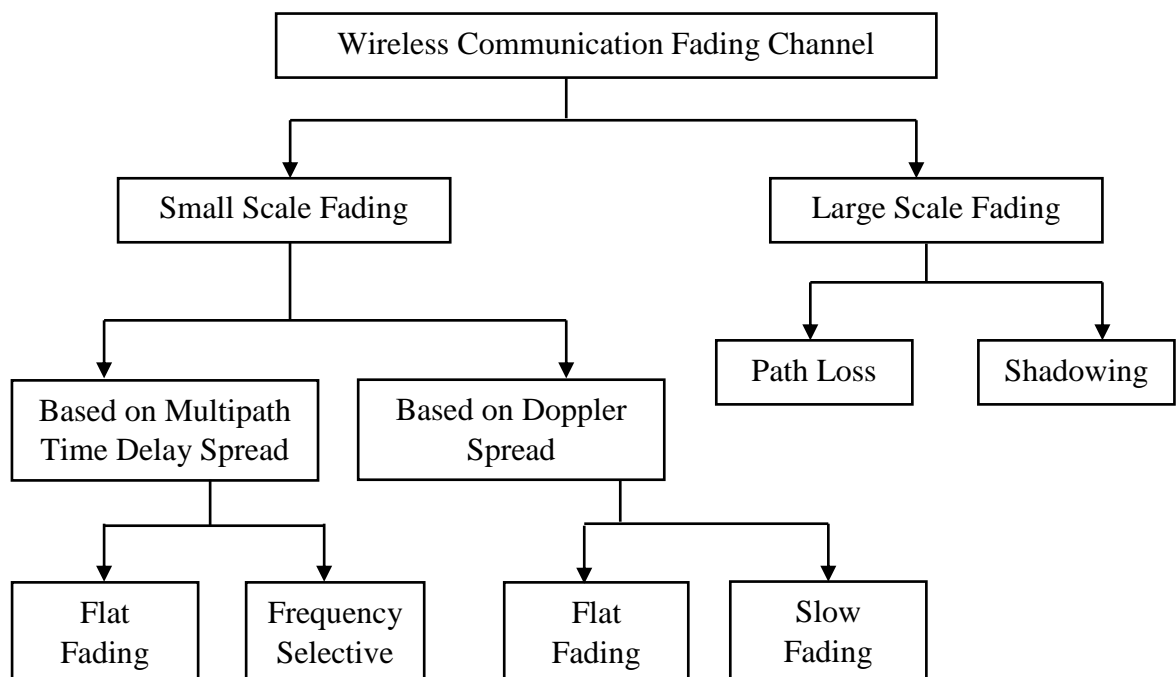 Wireless Communication Fading Channel
Small Scale Fading
Large Scale Fading
Path Loss
Shadowing
Based on Multipath
Time Delay Spread
Based on Doppler
Spread
Flat
Fading
Frequency
Selective
Flat
Fading
Slow
Fading